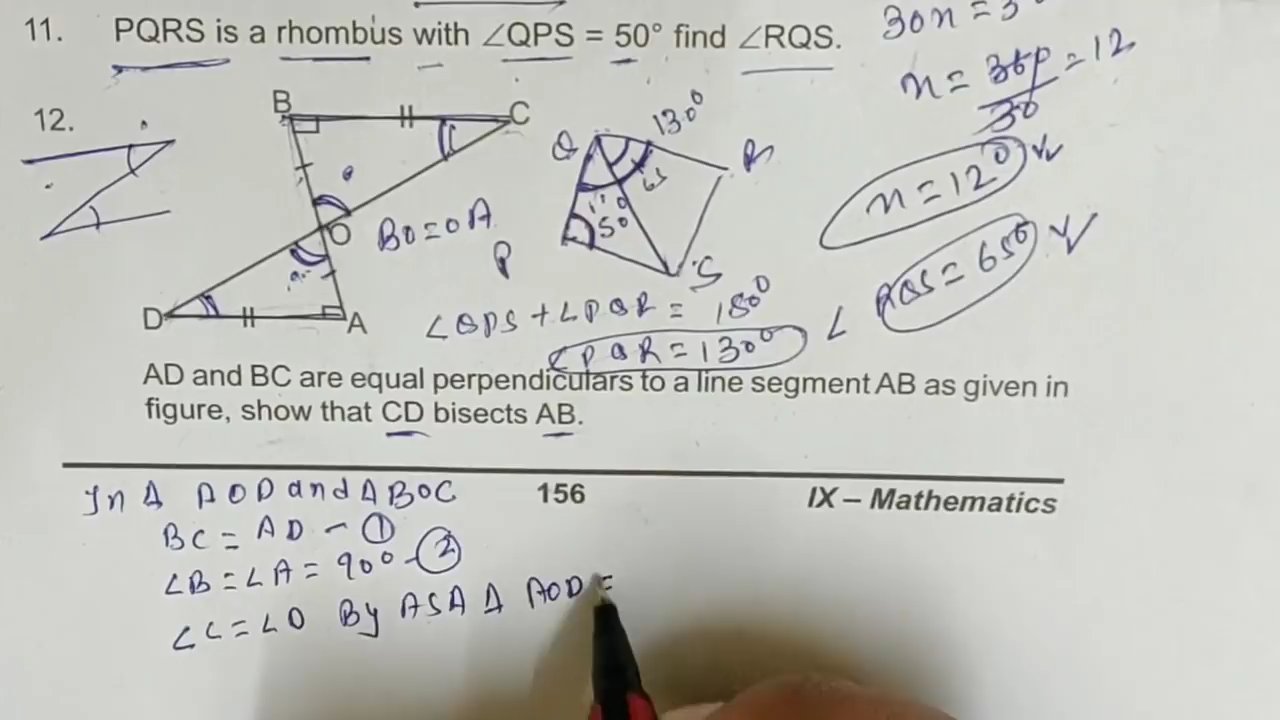 11. PQRS is a rhombus with ∠QPS = 50° find ∠RQS.
30n = 3
n = 360/30 = 12
n = 12° ✓
12.
B
C
O
D
A
BO = OA
Q
130°
65
50
P
S
∠QPS + ∠PQR = 180°
∠PQR = 130°
∠ RQS = 65° ✓
AD and BC are equal perpendiculars to a line segment AB as given in
figure, show that CD bisects AB.
156
IX – Mathematics
In Δ AOD and Δ BOC
BC = AD - ①
∠B = ∠A = 90° - ②
∠C = ∠D By ASA Δ AOD =